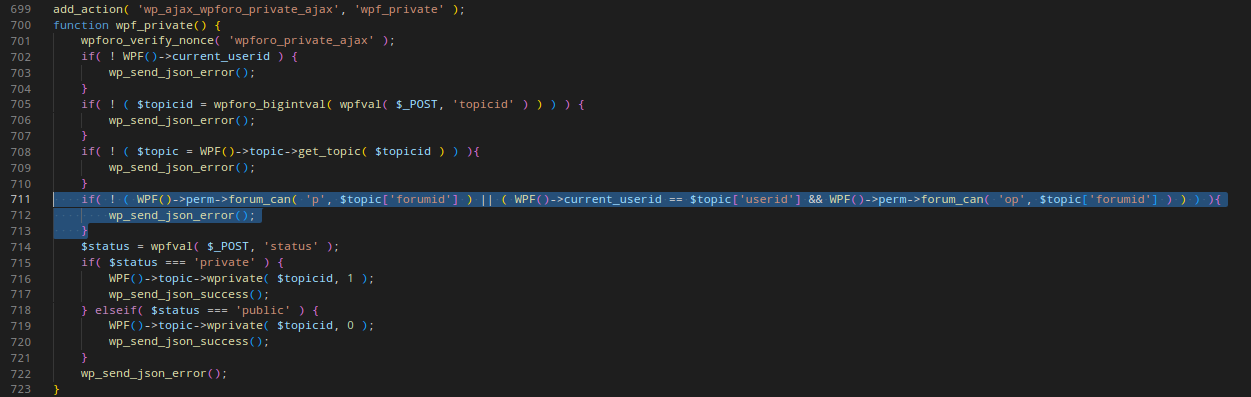 699 add_action( 'wp_ajax_wpforo_private_ajax', 'wpf_private' );
700 function wpf_private() {
701     wpforo_verify_nonce( 'wpforo_private_ajax' );
702     if( ! WPF()->current_userid ) {
703         wp_send_json_error();
704     }
705     if( ! ( $topicid = wpforo_bigintval( wpfval( $_POST, 'topicid' ) ) ) ) {
706         wp_send_json_error();
707     }
708     if( ! ( $topic = WPF()->topic->get_topic( $topicid ) ) ){
709         wp_send_json_error();
710     }
711     if( ! ( WPF()->perm->forum_can( 'p', $topic['forumid'] ) || ( WPF()->current_userid == $topic['userid'] && WPF()->perm->forum_can( 'op', $topic['forumid'] ) ) ) ){
712         wp_send_json_error();
713     }
714     $status = wpfval( $_POST, 'status' );
715     if( $status === 'private' ) {
716         WPF()->topic->wprivate( $topicid, 1 );
717         wp_send_json_success();
718     } elseif( $status === 'public' ) {
719         WPF()->topic->wprivate( $topicid, 0 );
720         wp_send_json_success();
721     }
722     wp_send_json_error();
723 }